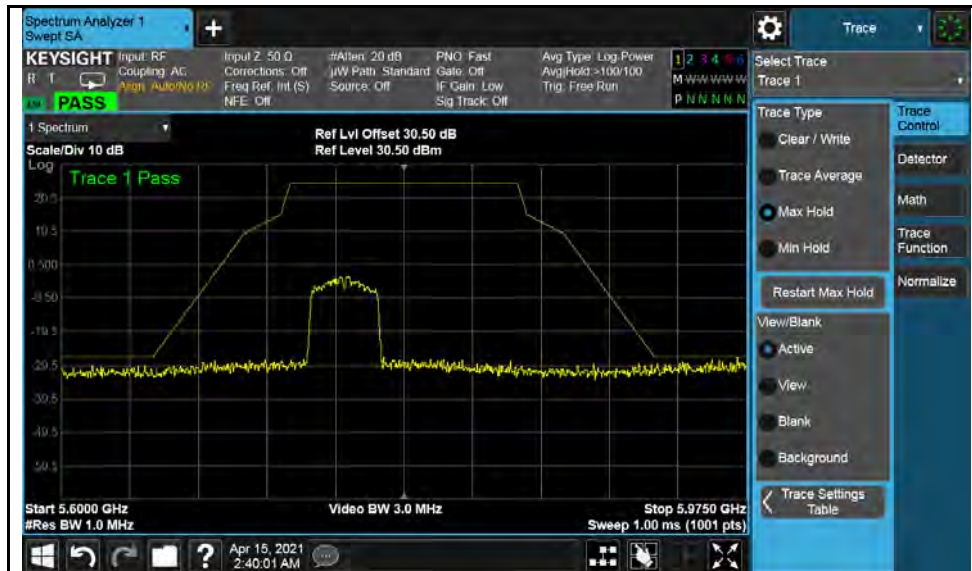 Spectrum Analyzer 1
Swept SA
+
Trace
KEYSIGHT
R T
PASS
Input: RF
Coupling: AC
Align: Auto/No RF
Input Z: 50 Ω
Corrections: Off
Freq Ref: Int (S)
NFE: Off
#Atten: 20 dB
µW Path: Standard
Source: Off
PNO: Fast
Gate: Off
IF Gain: Low
Sig Track: Off
Avg Type: Log-Power
Avg|Hold:>100/100
Trig: Free Run
1 2 3 4 5 6
M W W W W W
P N N N N N
Select Trace
Trace 1
1 Spectrum
Scale/Div 10 dB
Ref Lvl Offset 30.50 dB
Ref Level 30.50 dBm
Log
Trace 1 Pass
20.5
10.5
0.500
-9.50
-19.5
-29.5
-39.5
-49.5
-59.5
Start 5.6000 GHz
#Res BW 1.0 MHz
Video BW 3.0 MHz
Stop 5.9750 GHz
Sweep 1.00 ms (1001 pts)
Trace Type
Clear / Write
Trace Average
Max Hold
Min Hold
Restart Max Hold
View/Blank
Active
View
Blank
Background
Trace Settings
Table
Trace
Control
Detector
Math
Trace
Function
Normalize
?
Apr 15, 2021
2:40:01 AM